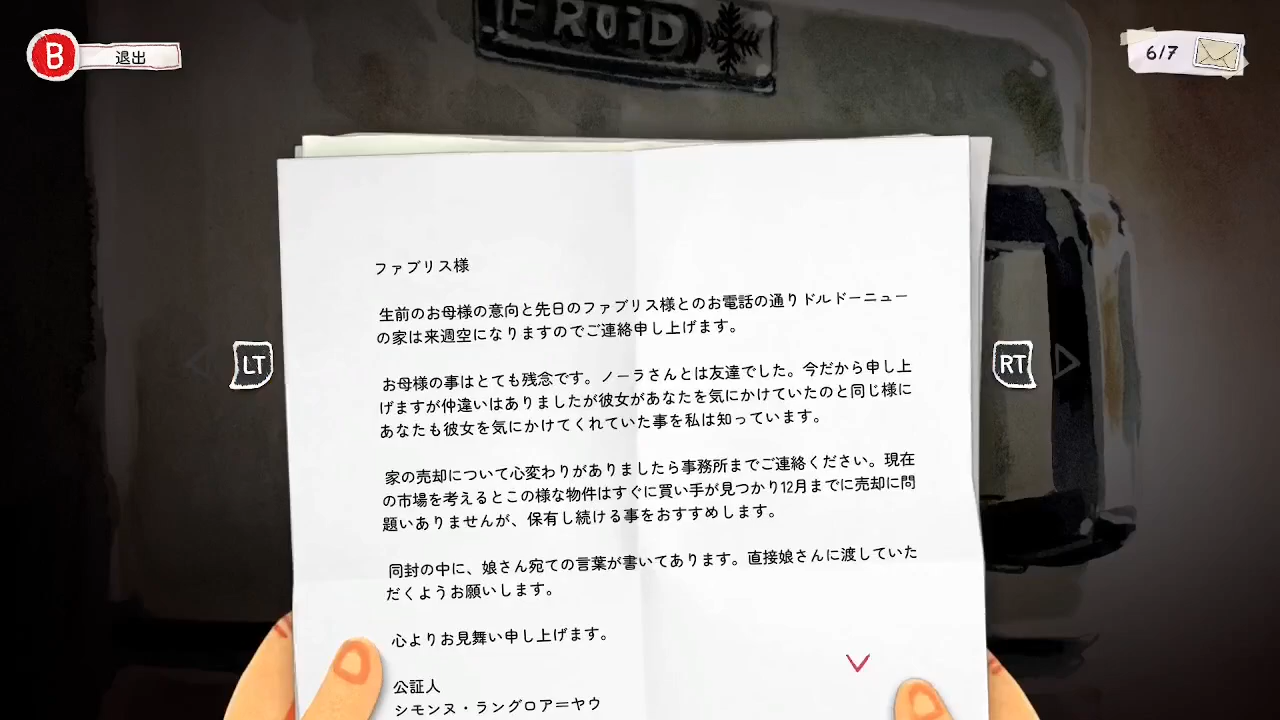 FROID
B 退出
6/7
ファブリス様
生前のお母様の意向と先日のファブリス様とのお電話の通りドルドーニュー
の家は来週空になりますのでご連絡申し上げます。
お母様の事はとても残念です。ノーラさんとは友達でした。今だから申し上
げますが仲違いはありましたが彼女があなたを気にかけていたのと同じ様に
あなたも彼女を気にかけてくれていた事を私は知っています。
LT
RT
家の売却について心変わりがありましたら事務所までご連絡ください。現在
の市場を考えるとこの様な物件はすぐに買い手が見つかり12月までに売却に問
題いありませんが、保有し続ける事をおすすめします。
同封の中に、娘さん宛ての言葉が書いてあります。直接娘さんに渡していた
だくようお願いします。
心よりお見舞い申し上げます。
公証人
シモンヌ・ラングロア＝ヤウ